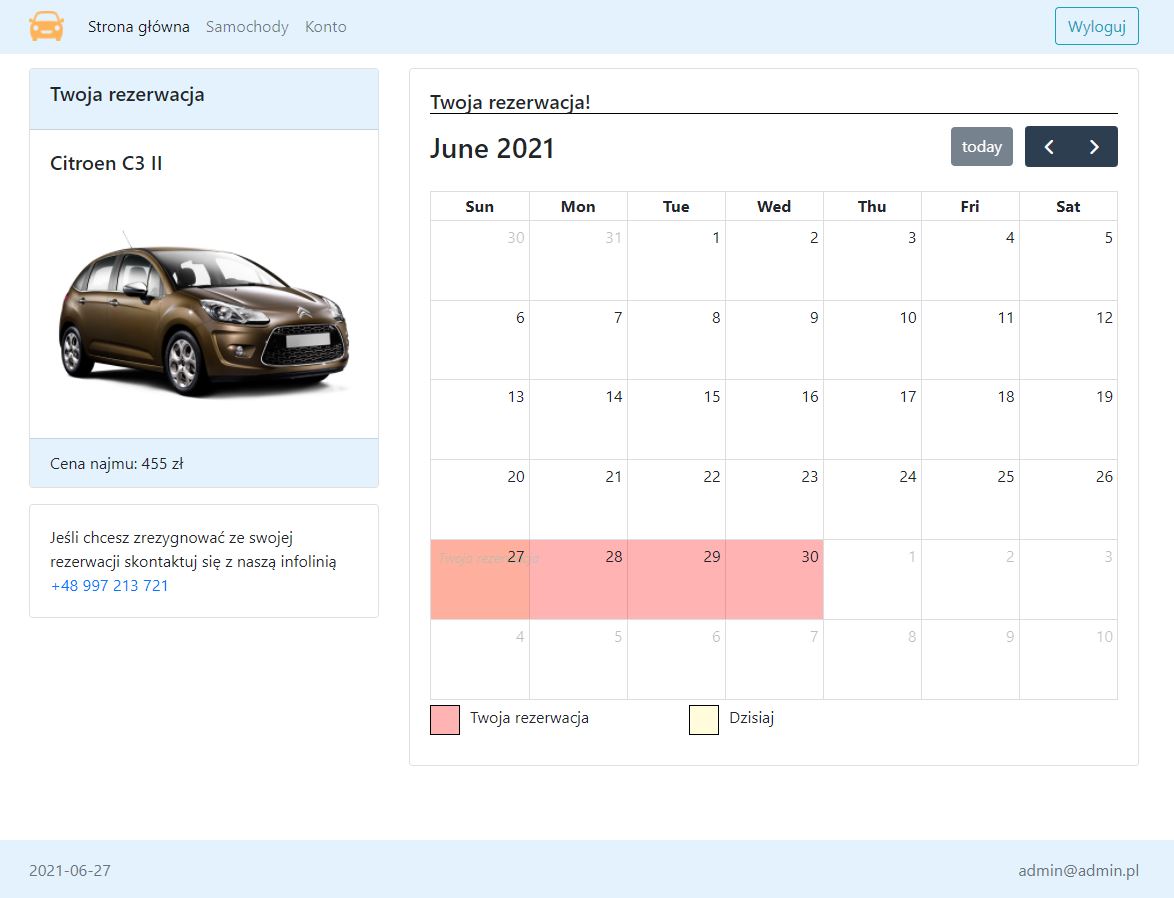 Strona główna Samochody Konto Wyloguj
Twoja rezerwacja
Citroen C3 II
Cena najmu: 455 zł
Jeśli chcesz zrezygnować ze swojej
rezerwacji skontaktuj się z naszą infolinią
+48 997 213 721
Twoja rezerwacja!
June 2021 today
Sun Mon Tue Wed Thu Fri Sat
30 31 1 2 3 4 5
6 7 8 9 10 11 12
13 14 15 16 17 18 19
20 21 22 23 24 25 26
27 28 29 30 1 2 3
Twoja rezerwacja
4 5 6 7 8 9 10
Twoja rezerwacja Dzisiaj
2021-06-27 admin@admin.pl